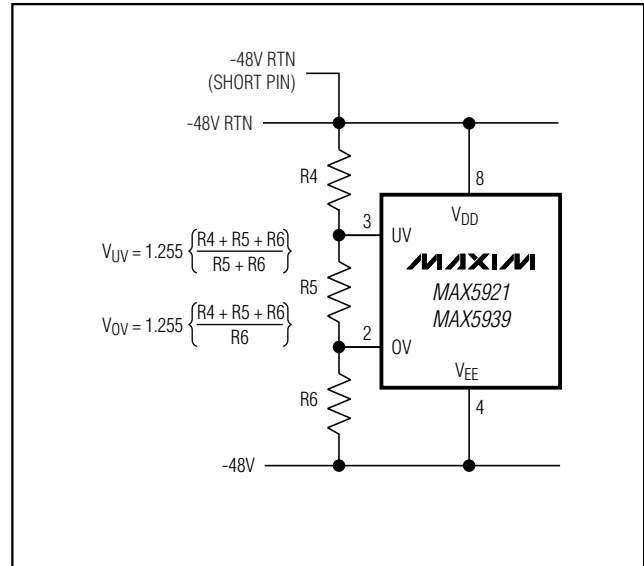 -48V RTN
(SHORT PIN)
-48V RTN
R4
8
V_DD
3
UV
V_UV = 1.255 {(R4 + R5 + R6)/(R5 + R6)}
MAXIM
R5
MAX5921
MAX5939
V_OV = 1.255 {(R4 + R5 + R6)/R6}
2
OV
V_EE
R6
4
-48V